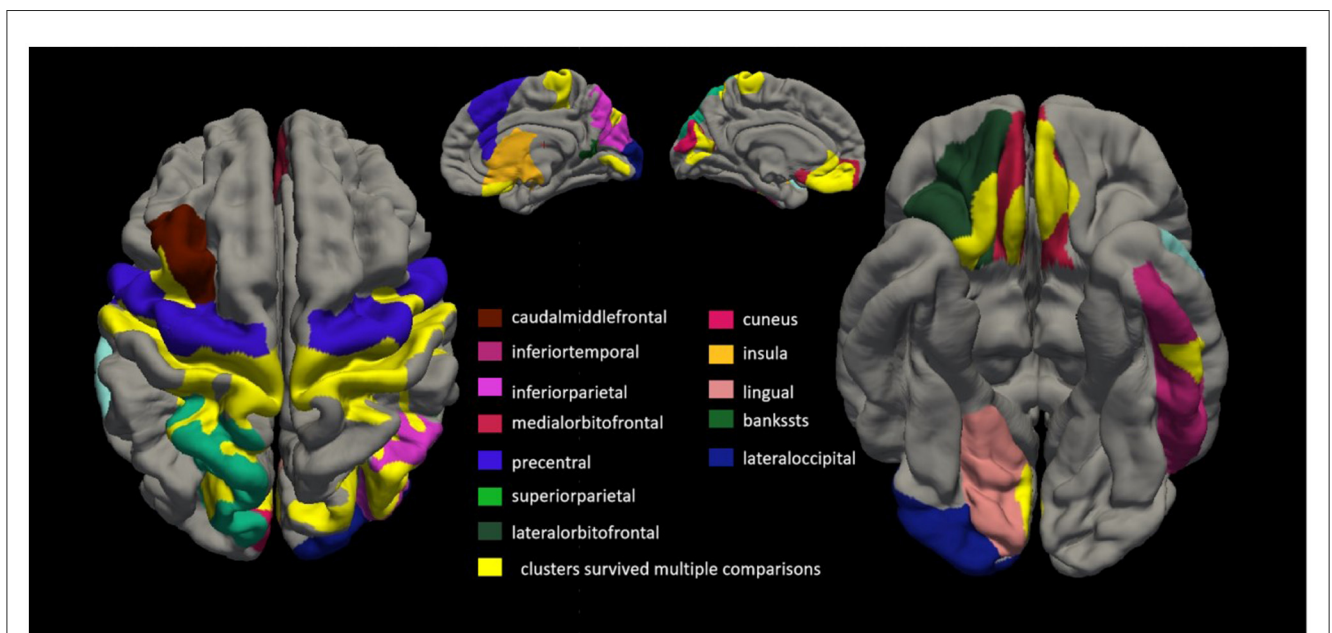 caudalmiddlefrontal
inferiortemporal
inferiorparietal
medialorbitofrontal
precentral
superiorparietal
lateralorbitofrontal
clusters survived multiple comparisons
cuneus
insula
lingual
bankssts
lateraloccipital